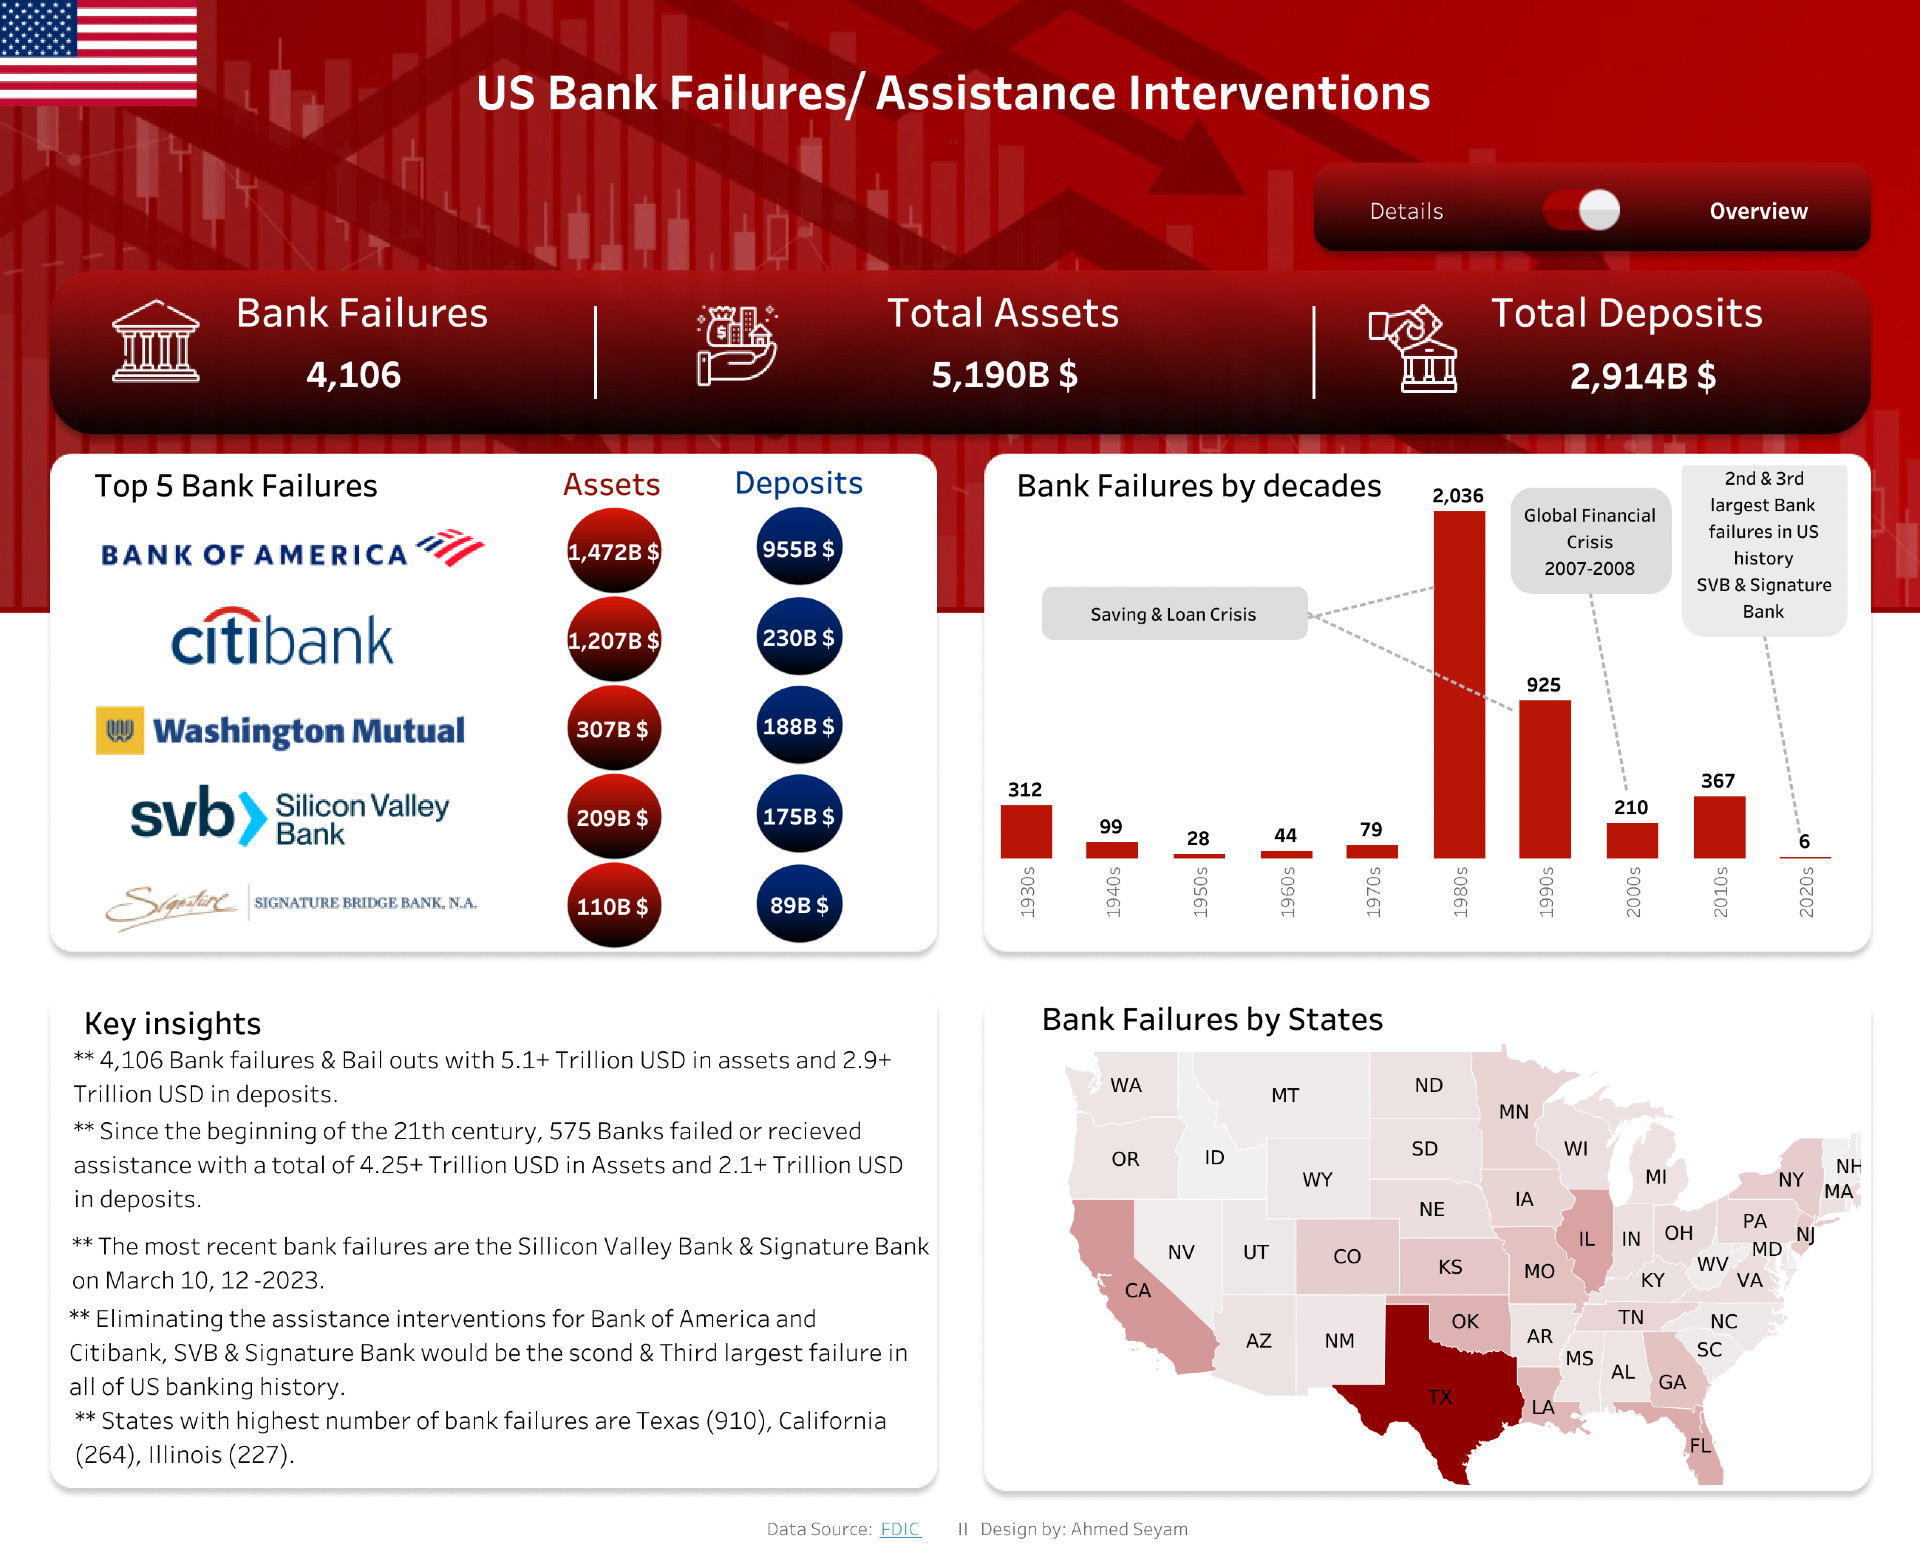 US Bank Failures/ Assistance Interventions
Details
Overview
Bank Failures
4,106
Total Assets
5,190B $
Total Deposits
2,914B $
Top 5 Bank Failures
Assets
Deposits
BANK OF AMERICA
1,472B $
955B $
citibank
1,207B $
230B $
Washington Mutual
307B $
188B $
svb Silicon Valley
Bank
209B $
175B $
Signature
SIGNATURE BRIDGE BANK, N.A.
110B $
89B $
Bank Failures by decades
Saving & Loan Crisis
Global Financial
Crisis
2007-2008
2nd & 3rd
largest Bank
failures in US
history
SVB & Signature
Bank
312
99
28
44
79
2,036
925
210
367
6
1930s
1940s
1950s
1960s
1970s
1980s
1990s
2000s
2010s
2020s
Key insights
** 4,106 Bank failures & Bail outs with 5.1+ Trillion USD in assets and 2.9+
Trillion USD in deposits.
** Since the beginning of the 21th century, 575 Banks failed or recieved
assistance with a total of 4.25+ Trillion USD in Assets and 2.1+ Trillion USD
in deposits.
** The most recent bank failures are the Sillicon Valley Bank & Signature Bank
on March 10, 12 -2023.
** Eliminating the assistance interventions for Bank of America and
Citibank, SVB & Signature Bank would be the scond & Third largest failure in
all of US banking history.
** States with highest number of bank failures are Texas (910), California
(264), Illinois (227).
Bank Failures by States
WA
MT
ND
MN
OR
ID
SD
WI
MI
NY
NH
MA
WY
IA
NE
PA
NJ
NV
UT
CO
KS
MO
IL
IN
OH
MD
WV
VA
KY
CA
AZ
NM
OK
AR
TN
NC
SC
MS
AL
GA
TX
LA
FL
Data Source: FDIC II Design by: Ahmed Seyam